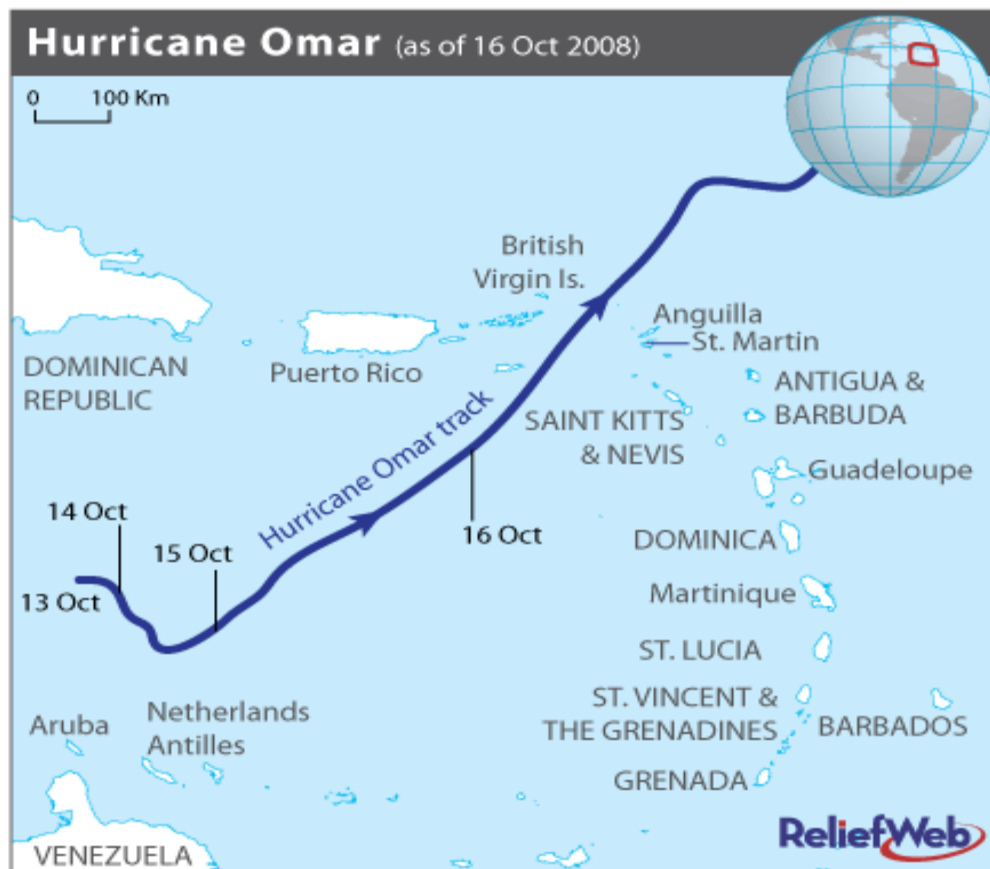 Hurricane Omar (as of 16 Oct 2008)
0 100 Km
British
Virgin Is.
Anguilla
St. Martin
DOMINICAN
REPUBLIC
Puerto Rico
ANTIGUA &
BARBUDA
SAINT KITTS
& NEVIS
Hurricane Omar track
Guadeloupe
14 Oct
15 Oct
16 Oct
DOMINICA
13 Oct
Martinique
ST. LUCIA
ST. VINCENT &
THE GRENADINES
BARBADOS
Aruba
Netherlands
Antilles
GRENADA
VENEZUELA
ReliefWeb